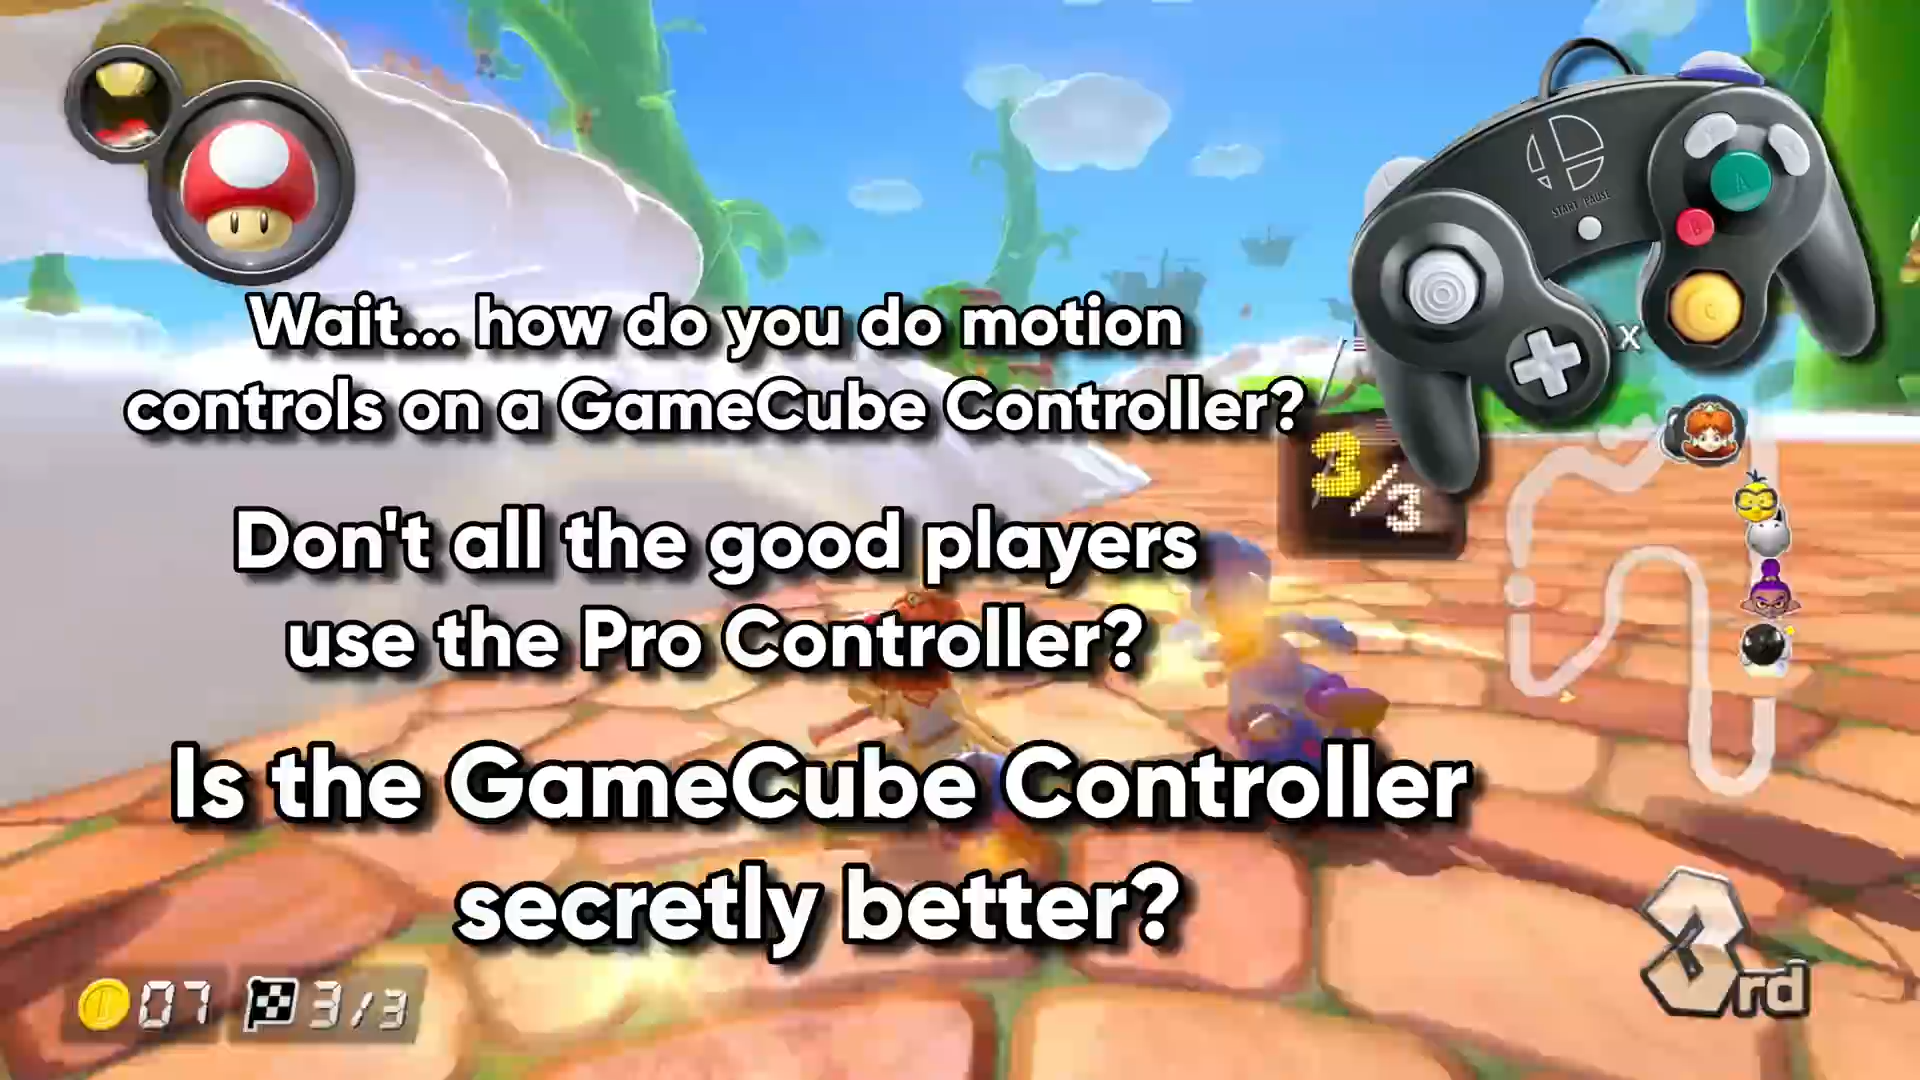 START/PAUSE
Y
X
A
B
C
Wait... how do you do motion
controls on a GameCube Controller?
3/3
Don't all the good players
use the Pro Controller?
Is the GameCube Controller
secretly better?
07 3/3
3rd